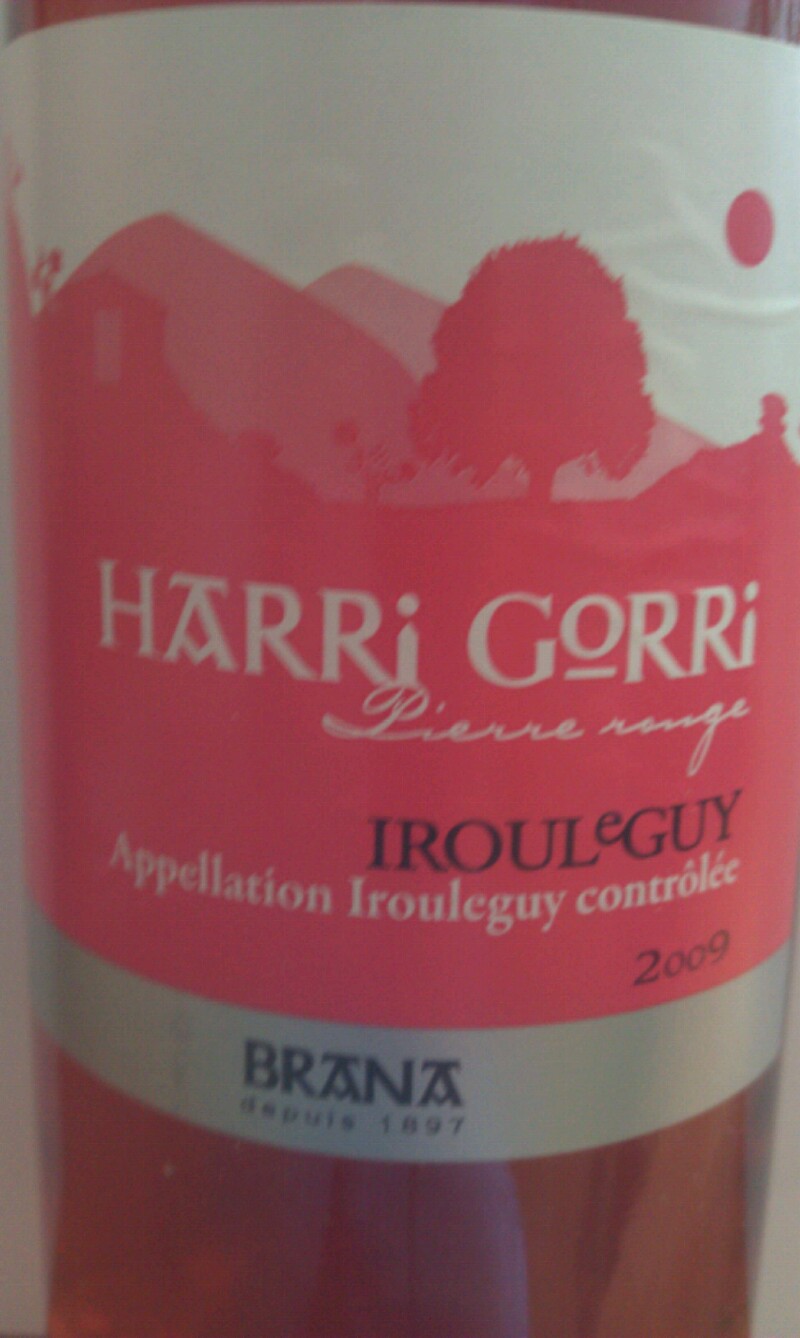 HARRi GORRi
Pierre rouge
IROULeGUY
Appellation Irouleguy contrôlée
2009
BRANA
depuis 1897